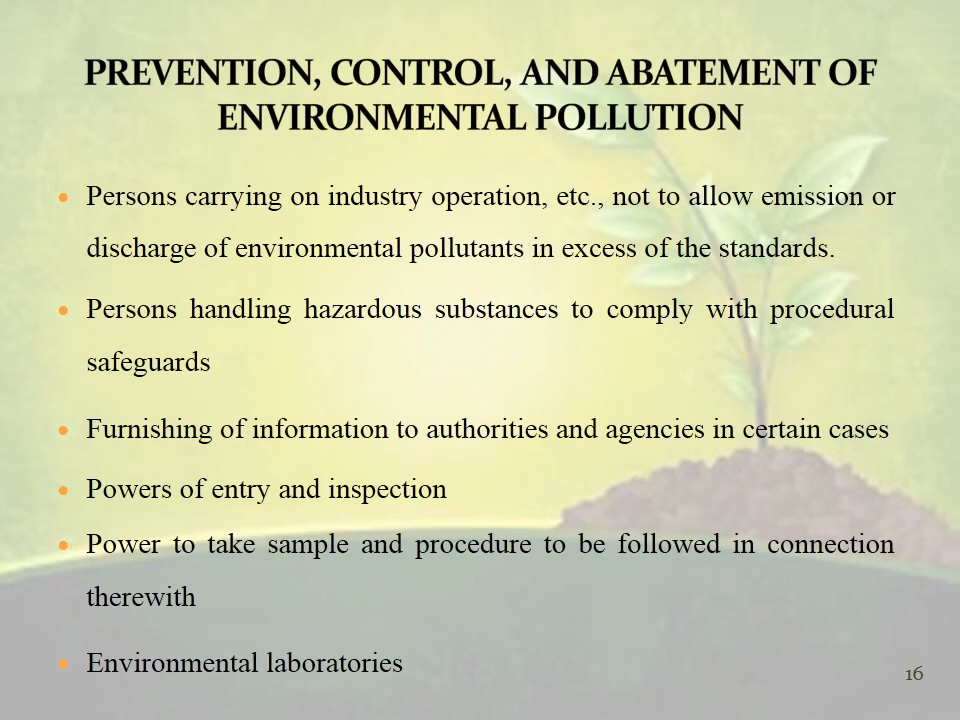 PREVENTION, CONTROL, AND ABATEMENT OF
ENVIRONMENTAL POLLUTION
• Persons carrying on industry operation, etc., not to allow emission or
discharge of environmental pollutants in excess of the standards.
• Persons handling hazardous substances to comply with procedural
safeguards
• Furnishing of information to authorities and agencies in certain cases
• Powers of entry and inspection
• Power to take sample and procedure to be followed in connection
therewith
• Environmental laboratories
16